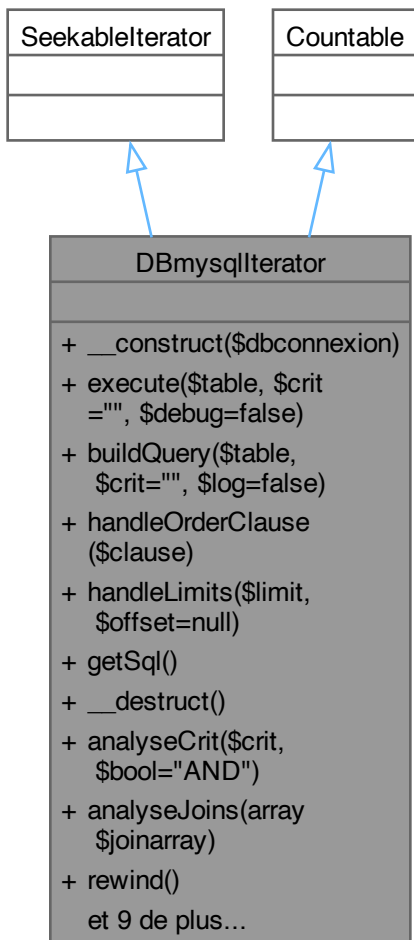 SeekableIterator
Countable
DBmysqlIterator
+ __construct($dbconnexion)
+ execute($table, $crit
="", $debug=false)
+ buildQuery($table,
$crit="", $log=false)
+ handleOrderClause
($clause)
+ handleLimits($limit,
$offset=null)
+ getSql()
+ __destruct()
+ analyseCrit($crit,
$bool="AND")
+ analyseJoins(array
$joinarray)
+ rewind()
et 9 de plus...